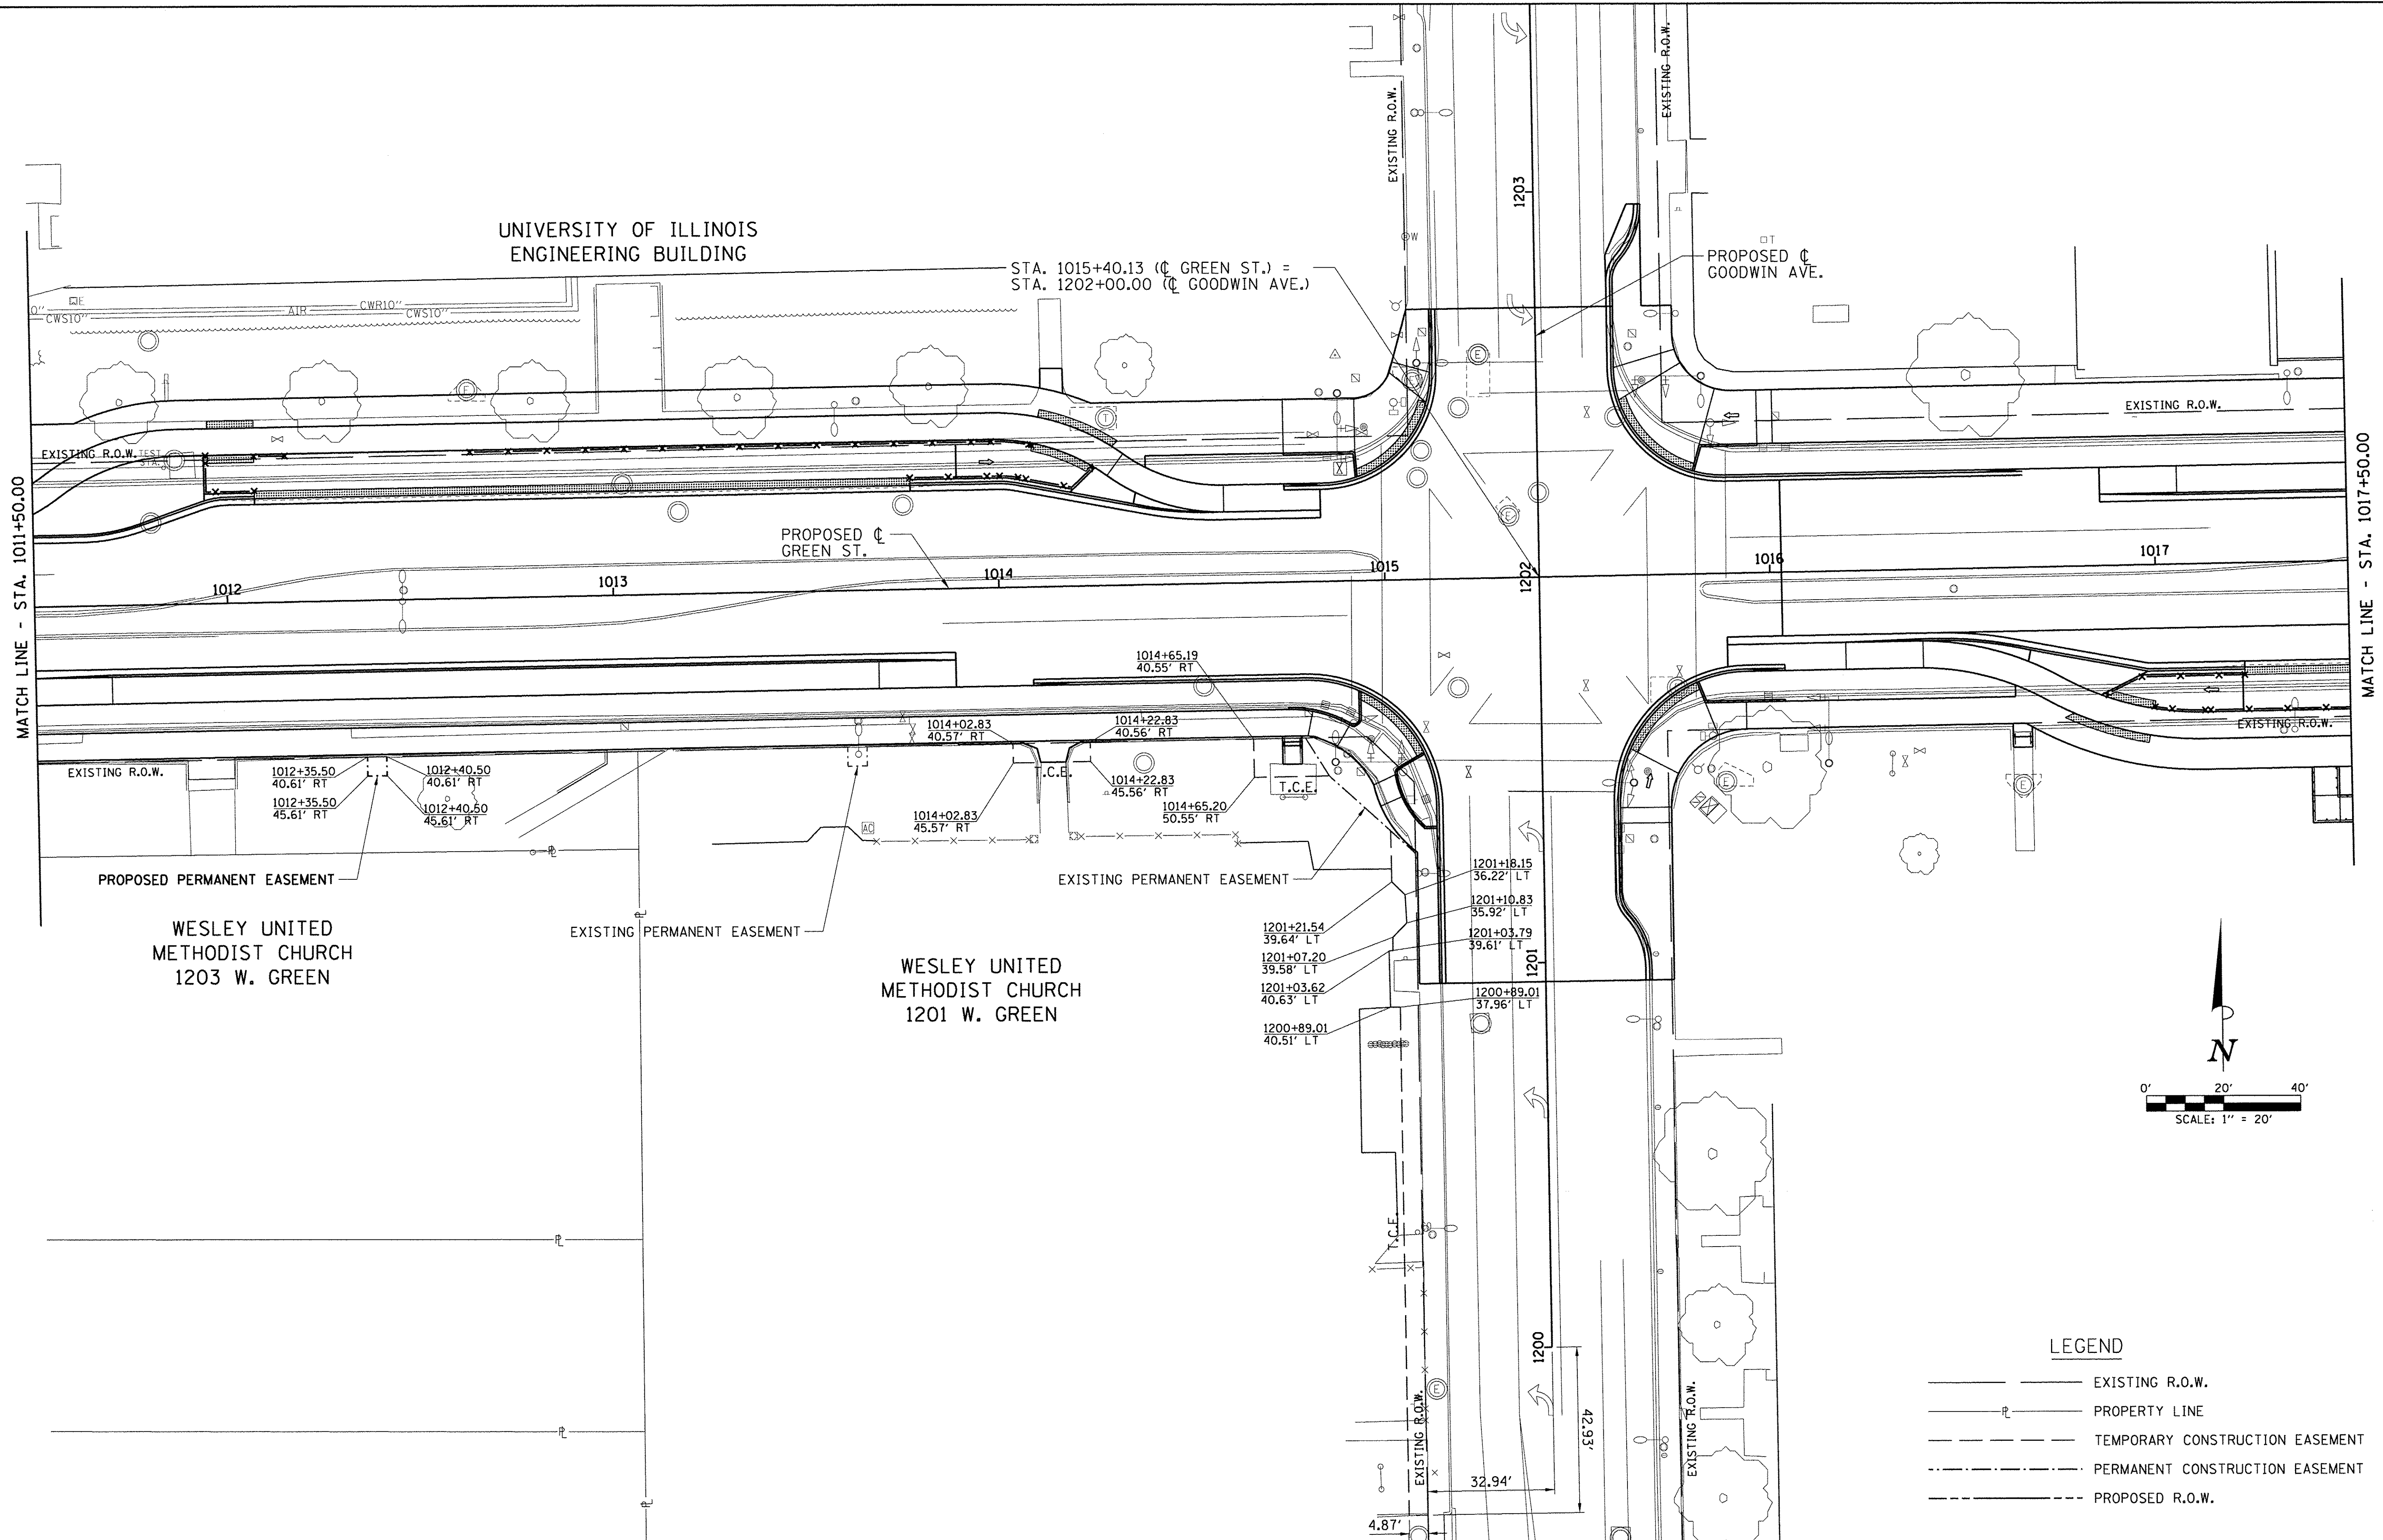 EXISTING R.O.W.
EXISTING R.O.W.
1203
W
T
UNIVERSITY OF ILLINOIS
ENGINEERING BUILDING
STA. 1015+40.13 (℄ GREEN ST.) =
STA. 1202+00.00 (℄ GOODWIN AVE.)
PROPOSED ℄
GOODWIN AVE.
E
0"
CWS10"
AIR
CWR10"
CWS10"
E
E
T
EXISTING R.O.W.
EXISTING R.O.W.
TEST
STA.
MATCH LINE - STA. 1011+50.00
MATCH LINE - STA. 1017+50.00
E
PROPOSED ℄
GREEN ST.
1012
1013
1014
1015
1202
1016
1017
1014+65.19
40.55' RT
1014+02.83
40.57' RT
1014+22.83
40.56' RT
EXISTING R.O.W.
EXISTING R.O.W.
1012+35.50
40.61' RT
1012+40.50
40.61' RT
T.C.E.
1014+22.83
45.56' RT
T.C.E.
E
E
1012+35.50
45.61' RT
1012+40.50
45.61' RT
1014+02.83
45.57' RT
1014+65.20
50.55' RT
AC
℄
PROPOSED PERMANENT EASEMENT
EXISTING PERMANENT EASEMENT
1201+18.15
36.22' LT
1201+10.83
35.92' LT
WESLEY UNITED
METHODIST CHURCH
1203 W. GREEN
EXISTING PERMANENT EASEMENT
1201+21.54
39.64' LT
1201+03.79
39.61' LT
1201+07.20
39.58' LT
1201
WESLEY UNITED
METHODIST CHURCH
1201 W. GREEN
1201+03.62
40.63' LT
1200+89.01
37.96' LT
1200+89.01
40.51' LT
N
0' 20' 40'
SCALE: 1" = 20'
T.C.E.
1200
E
42.93'
EXISTING R.O.W.
EXISTING R.O.W.
32.94'
4.87'
LEGEND
EXISTING R.O.W.
PROPERTY LINE
TEMPORARY CONSTRUCTION EASEMENT
PERMANENT CONSTRUCTION EASEMENT
PROPOSED R.O.W.